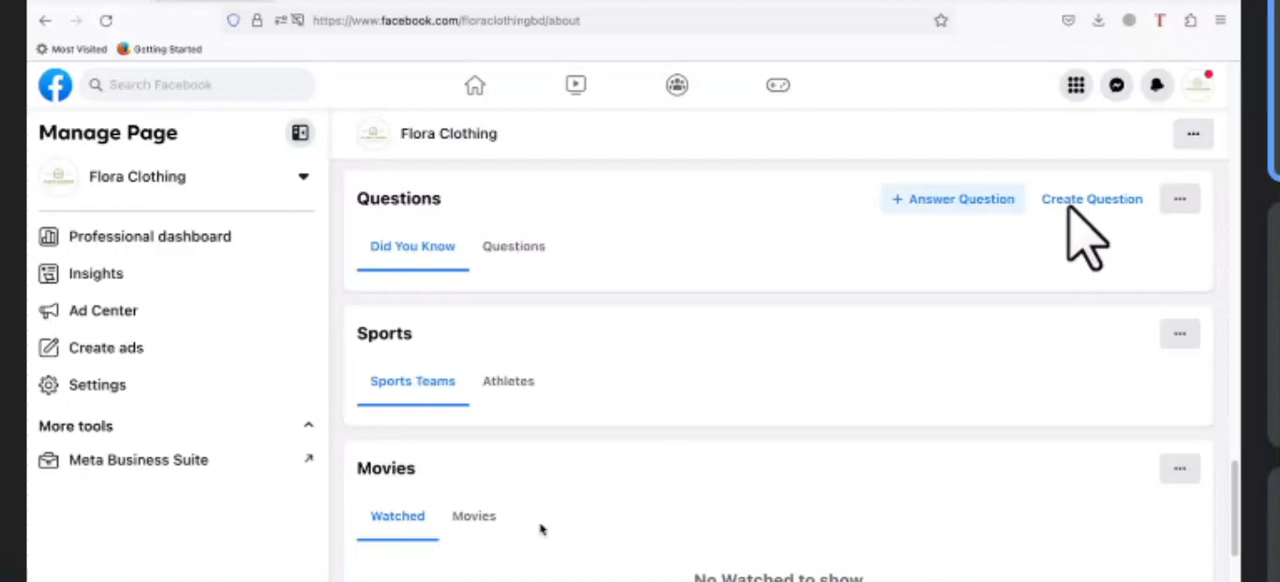 https://www.facebook.com/floraclothingbd/about
Most Visited Getting Started
Search Facebook
Manage Page
Flora Clothing
Flora Clothing
Professional dashboard
Insights
Ad Center
Create ads
Settings
More tools
Meta Business Suite
Questions
+ Answer Question Create Question
Did You Know Questions
Sports
Sports Teams Athletes
Movies
Watched Movies
No Watched to show